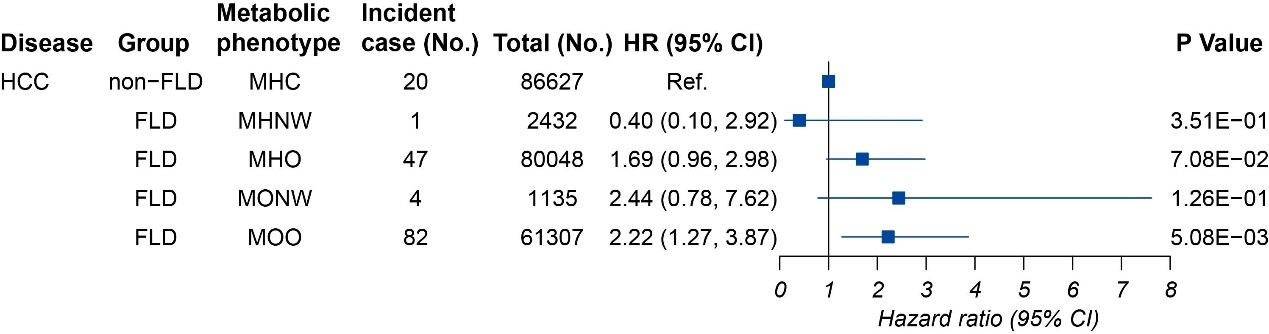 Disease Group Metabolic phenotype Incident case (No.) Total (No.) HR (95% CI) P Value
HCC non−FLD MHC 20 86627 Ref.
FLD MHNW 1 2432 0.40 (0.10, 2.92) 3.51E−01
FLD MHO 47 80048 1.69 (0.96, 2.98) 7.08E−02
FLD MONW 4 1135 2.44 (0.78, 7.62) 1.26E−01
FLD MOO 82 61307 2.22 (1.27, 3.87) 5.08E−03
0 1 2 3 4 5 6 7 8
Hazard ratio (95% CI)